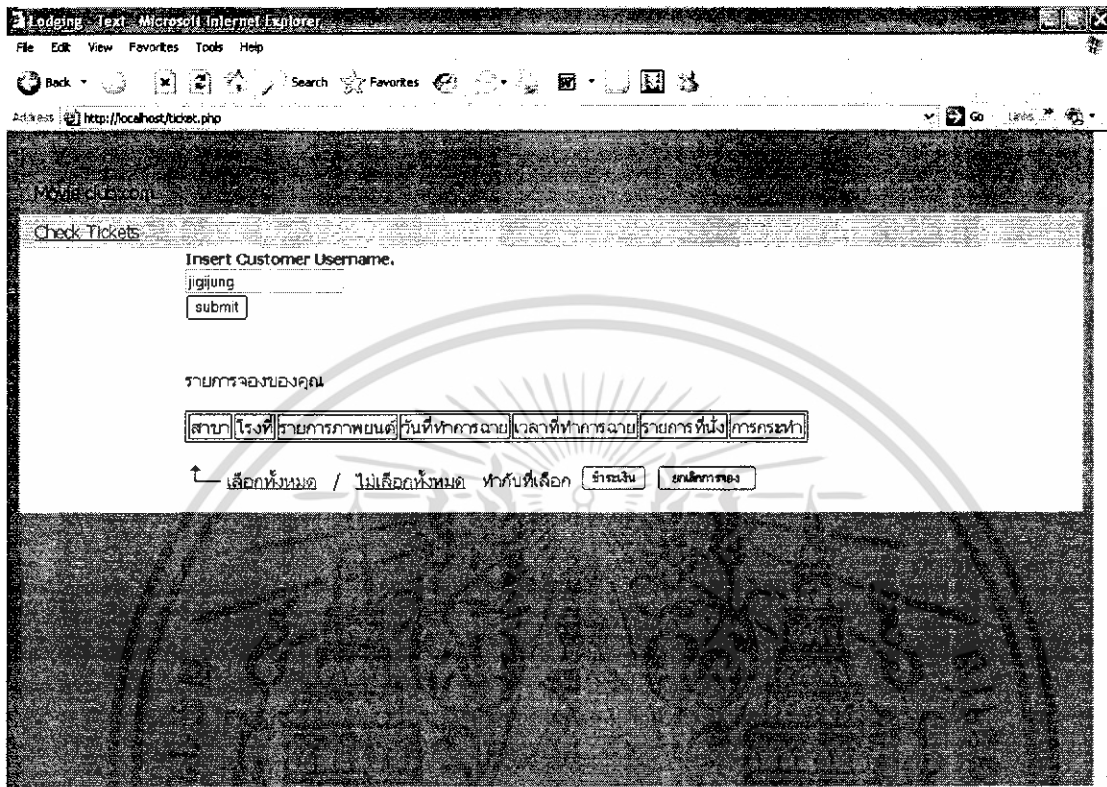 Lodging - Text - Microsoft Internet Explorer
File Edit View Favorites Tools Help
Back Search Favorites
Address http://localhost/ticket.php Go Links
Movie club.com
Check Tickets
Insert Customer Username.
jigijung
submit
รายการจองของคุณ
สาขา โรงที่ รายการภาพยนต์ วันที่ทำการฉาย เวลาที่ทำการฉาย รายการที่นั่ง การกระทำ
เลือกทั้งหมด / ไม่เลือกทั้งหมด ทำกับที่เลือก ชำระเงิน ยกเลิกการจอง